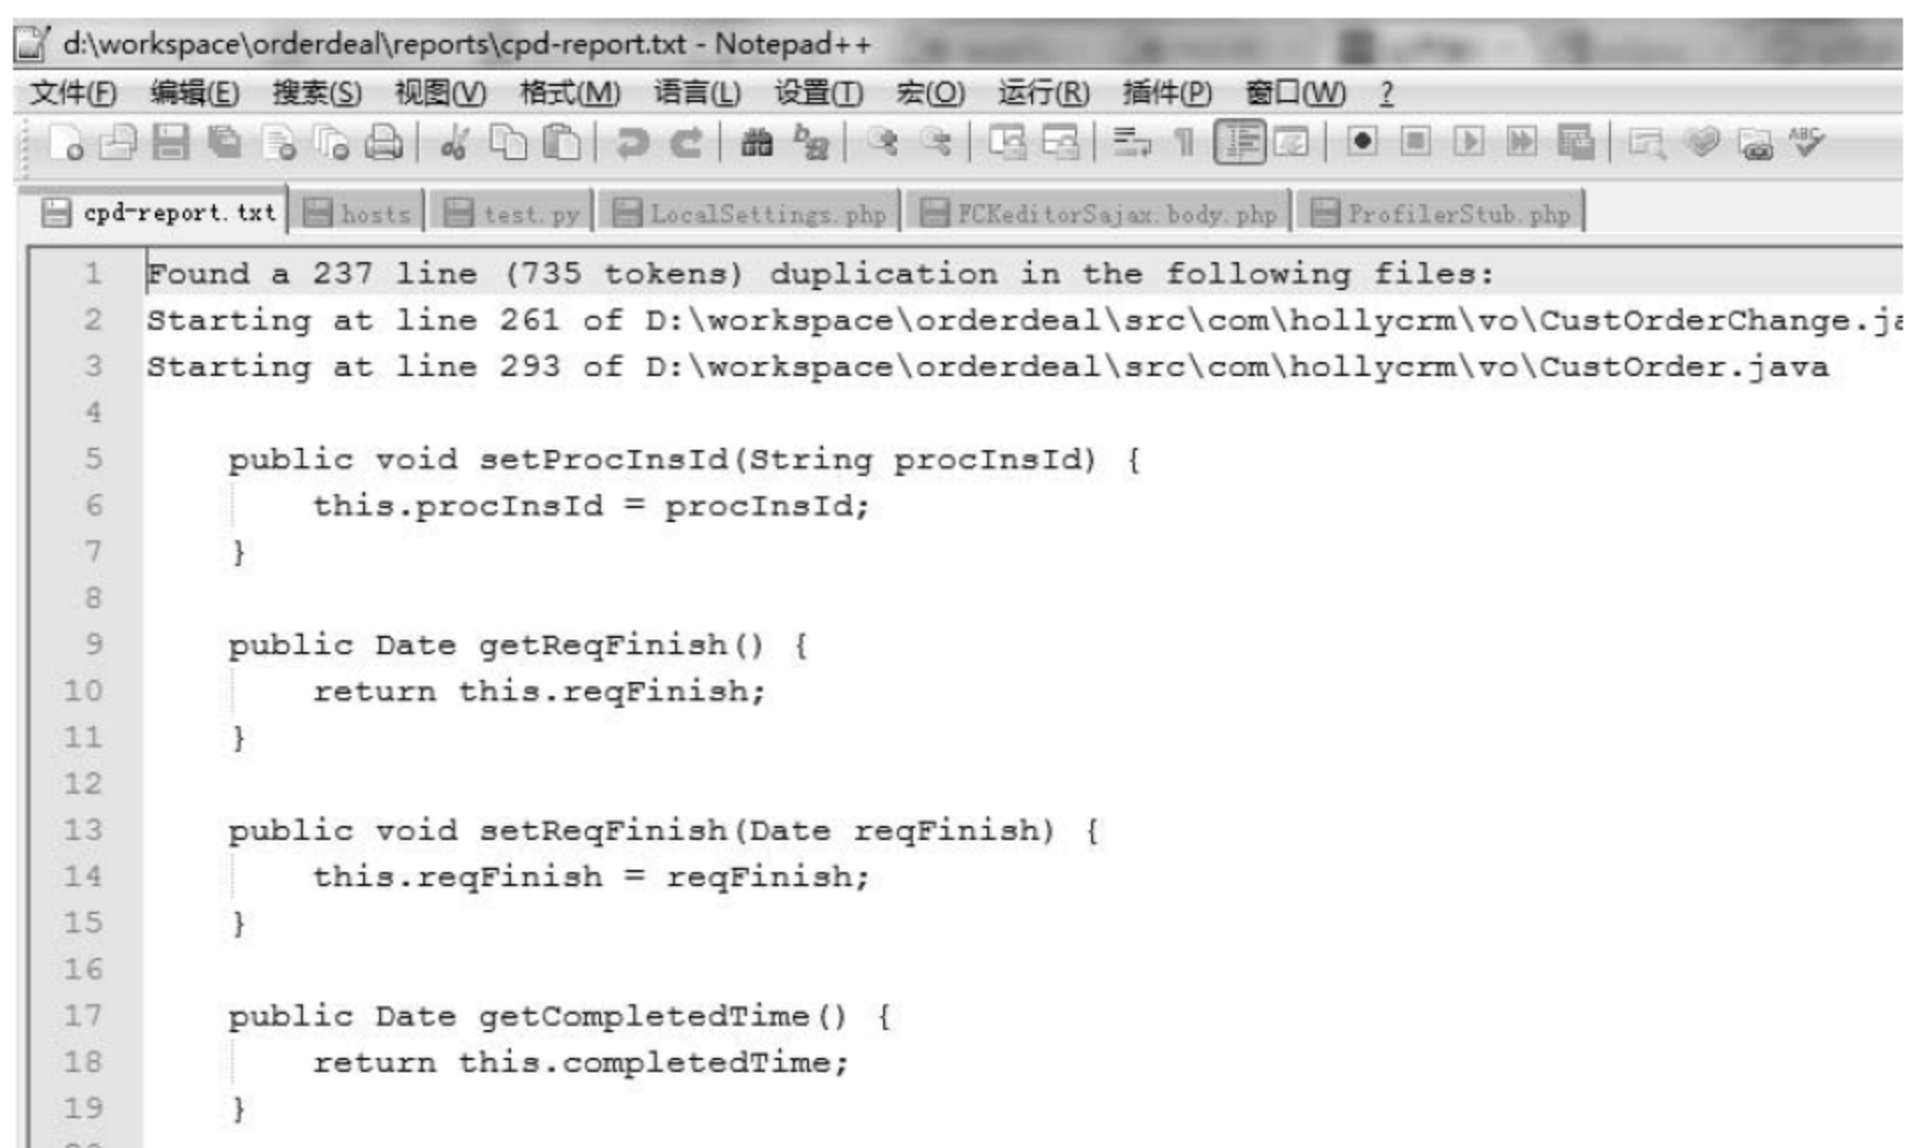 d:\workspace\orderdeal\reports\cpd-report.txt - Notepad++
文件(F) 编辑(E) 搜索(S) 视图(V) 格式(M) 语言(L) 设置(T) 宏(O) 运行(R) 插件(P) 窗口(W) ?
cpd-report.txt hosts test.py LocalSettings.php FCKeditorSajax.body.php ProfilerStub.php
1 Found a 237 line (735 tokens) duplication in the following files:
2 Starting at line 261 of D:\workspace\orderdeal\src\com\hollycrm\vo\CustOrderChange.ja
3 Starting at line 293 of D:\workspace\orderdeal\src\com\hollycrm\vo\CustOrder.java
4
5 public void setProcInsId(String procInsId) {
6 this.procInsId = procInsId;
7 }
8
9 public Date getReqFinish() {
10 return this.reqFinish;
11 }
12
13 public void setReqFinish(Date reqFinish) {
14 this.reqFinish = reqFinish;
15 }
16
17 public Date getCompletedTime() {
18 return this.completedTime;
19 }